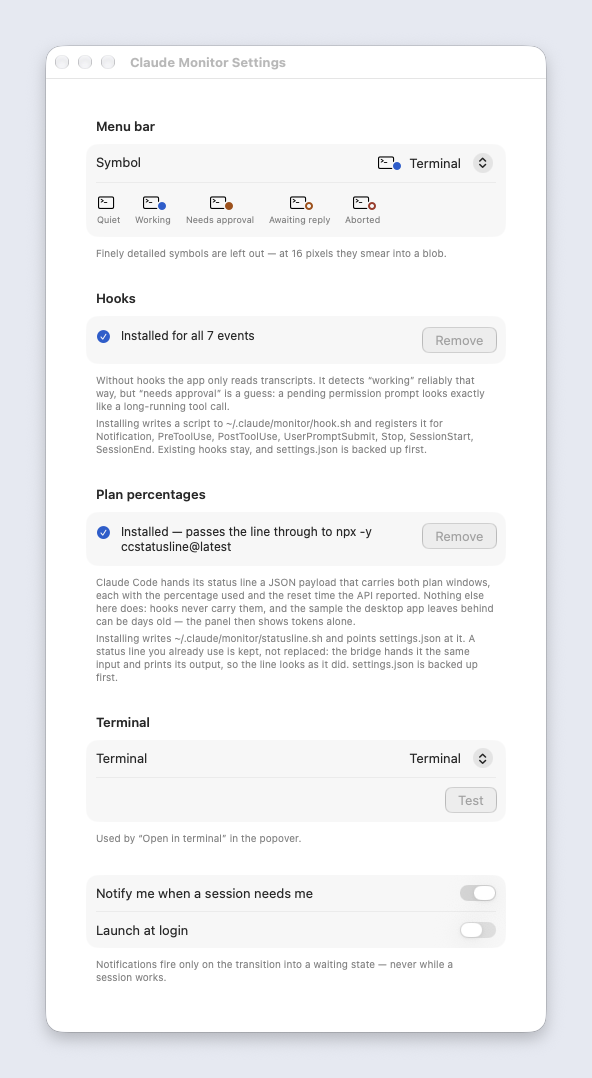 Claude Monitor Settings
Menu bar
Symbol
Terminal
Quiet
Working
Needs approval
Awaiting reply
Aborted
Finely detailed symbols are left out — at 16 pixels they smear into a blob.
Hooks
Installed for all 7 events
Remove
Without hooks the app only reads transcripts. It detects “working” reliably that
way, but “needs approval” is a guess: a pending permission prompt looks exactly
like a long-running tool call.
Installing writes a script to ~/.claude/monitor/hook.sh and registers it for
Notification, PreToolUse, PostToolUse, UserPromptSubmit, Stop, SessionStart,
SessionEnd. Existing hooks stay, and settings.json is backed up first.
Plan percentages
Installed — passes the line through to npx -y
ccstatusline@latest
Remove
Claude Code hands its status line a JSON payload that carries both plan windows,
each with the percentage used and the reset time the API reported. Nothing else
here does: hooks never carry them, and the sample the desktop app leaves behind
can be days old — the panel then shows tokens alone.
Installing writes ~/.claude/monitor/statusline.sh and points settings.json at it. A
status line you already use is kept, not replaced: the bridge hands it the same
input and prints its output, so the line looks as it did. settings.json is backed up
first.
Terminal
Terminal
Terminal
Test
Used by “Open in terminal” in the popover.
Notify me when a session needs me
Launch at login
Notifications fire only on the transition into a waiting state — never while a
session works.